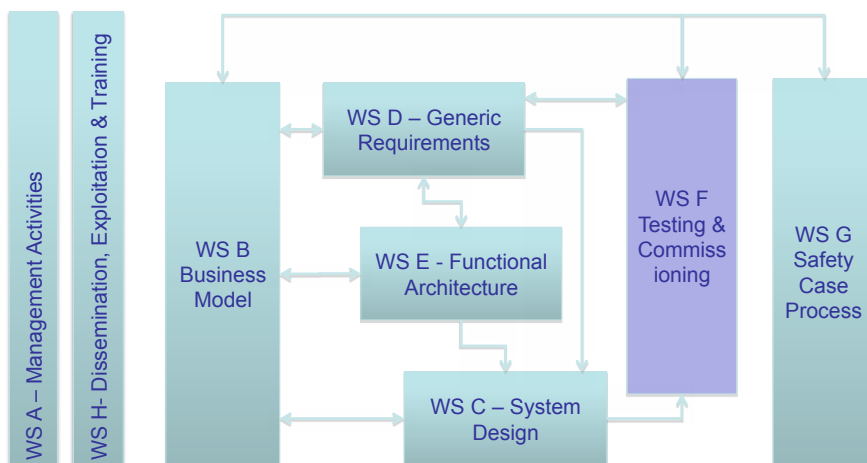 WS A – Management Activities
WS H- Dissemination, Exploitation & Training
WS B
Business
Model
WS D – Generic
Requirements
WS E - Functional
Architecture
WS C – System
Design
WS F
Testing &
Commiss
ioning
WS G
Safety
Case
Process